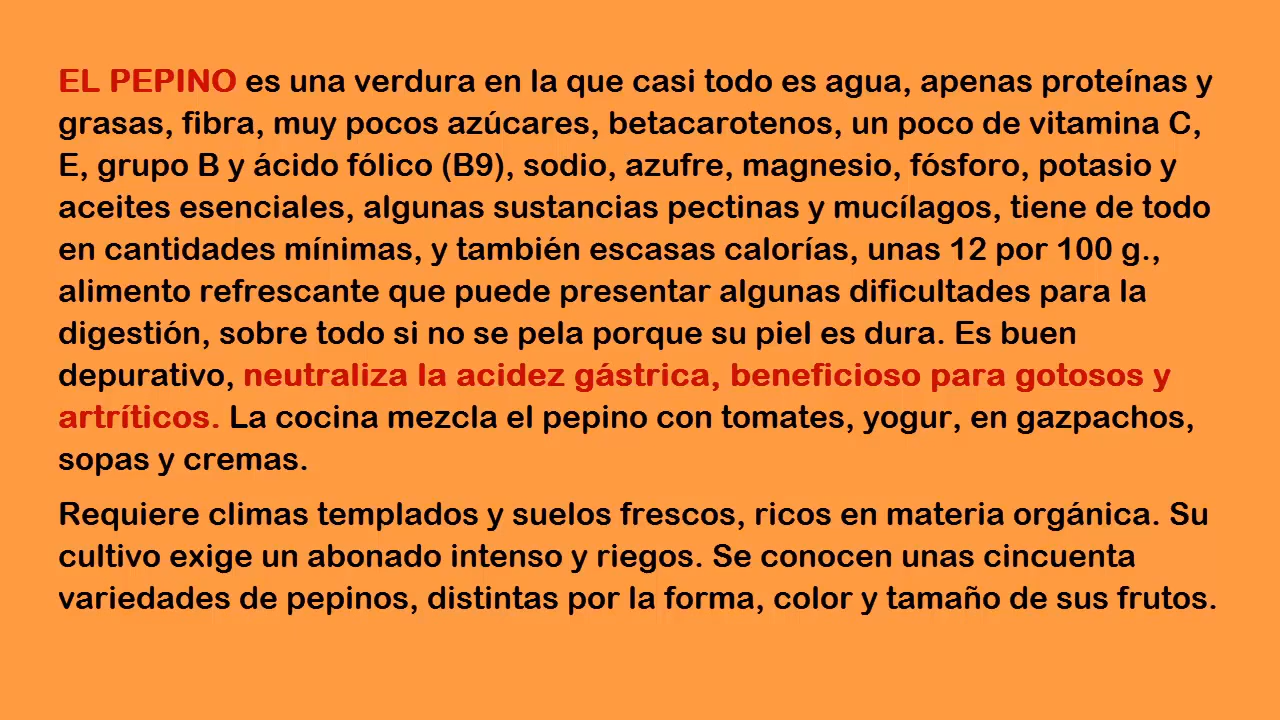 EL PEPINO es una verdura en la que casi todo es agua, apenas proteínas y
grasas, fibra, muy pocos azúcares, betacarotenos, un poco de vitamina C,
E, grupo B y ácido fólico (B9), sodio, azufre, magnesio, fósforo, potasio y
aceites esenciales, algunas sustancias pectinas y mucílagos, tiene de todo
en cantidades mínimas, y también escasas calorías, unas 12 por 100 g.,
alimento refrescante que puede presentar algunas dificultades para la
digestión, sobre todo si no se pela porque su piel es dura. Es buen
depurativo, neutraliza la acidez gástrica, beneficioso para gotosos y
artríticos. La cocina mezcla el pepino con tomates, yogur, en gazpachos,
sopas y cremas.
Requiere climas templados y suelos frescos, ricos en materia orgánica. Su
cultivo exige un abonado intenso y riegos. Se conocen unas cincuenta
variedades de pepinos, distintas por la forma, color y tamaño de sus frutos.